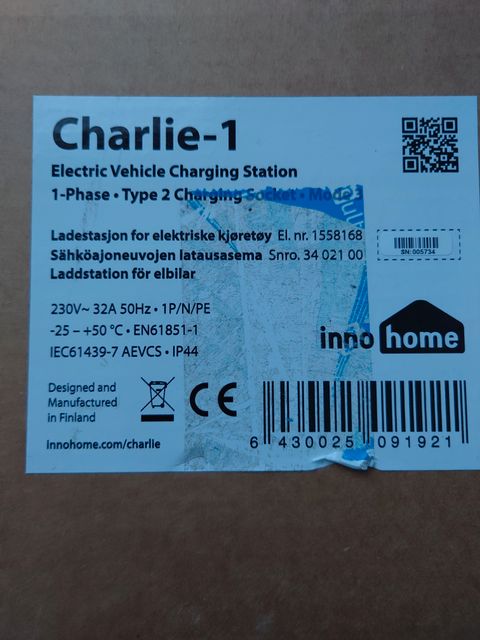 Charlie-1
Electric Vehicle Charging Station
1-Phase • Type 2 Charging Socket • Mode
Ladestasjon for elektriske kjøretøy El. nr. 1558168
Sähköajoneuvojen latausasema Snro. 34 021 00
Laddstation för elbilar
SN: 005734
230V~ 32A 50Hz • 1P/N/PE
-25 – +50 °C • EN61851-1
IEC61439-7 AEVCS • IP44
inno home
Designed and
Manufactured
in Finland
CE
innohome.com/charlie
6 430025 091921